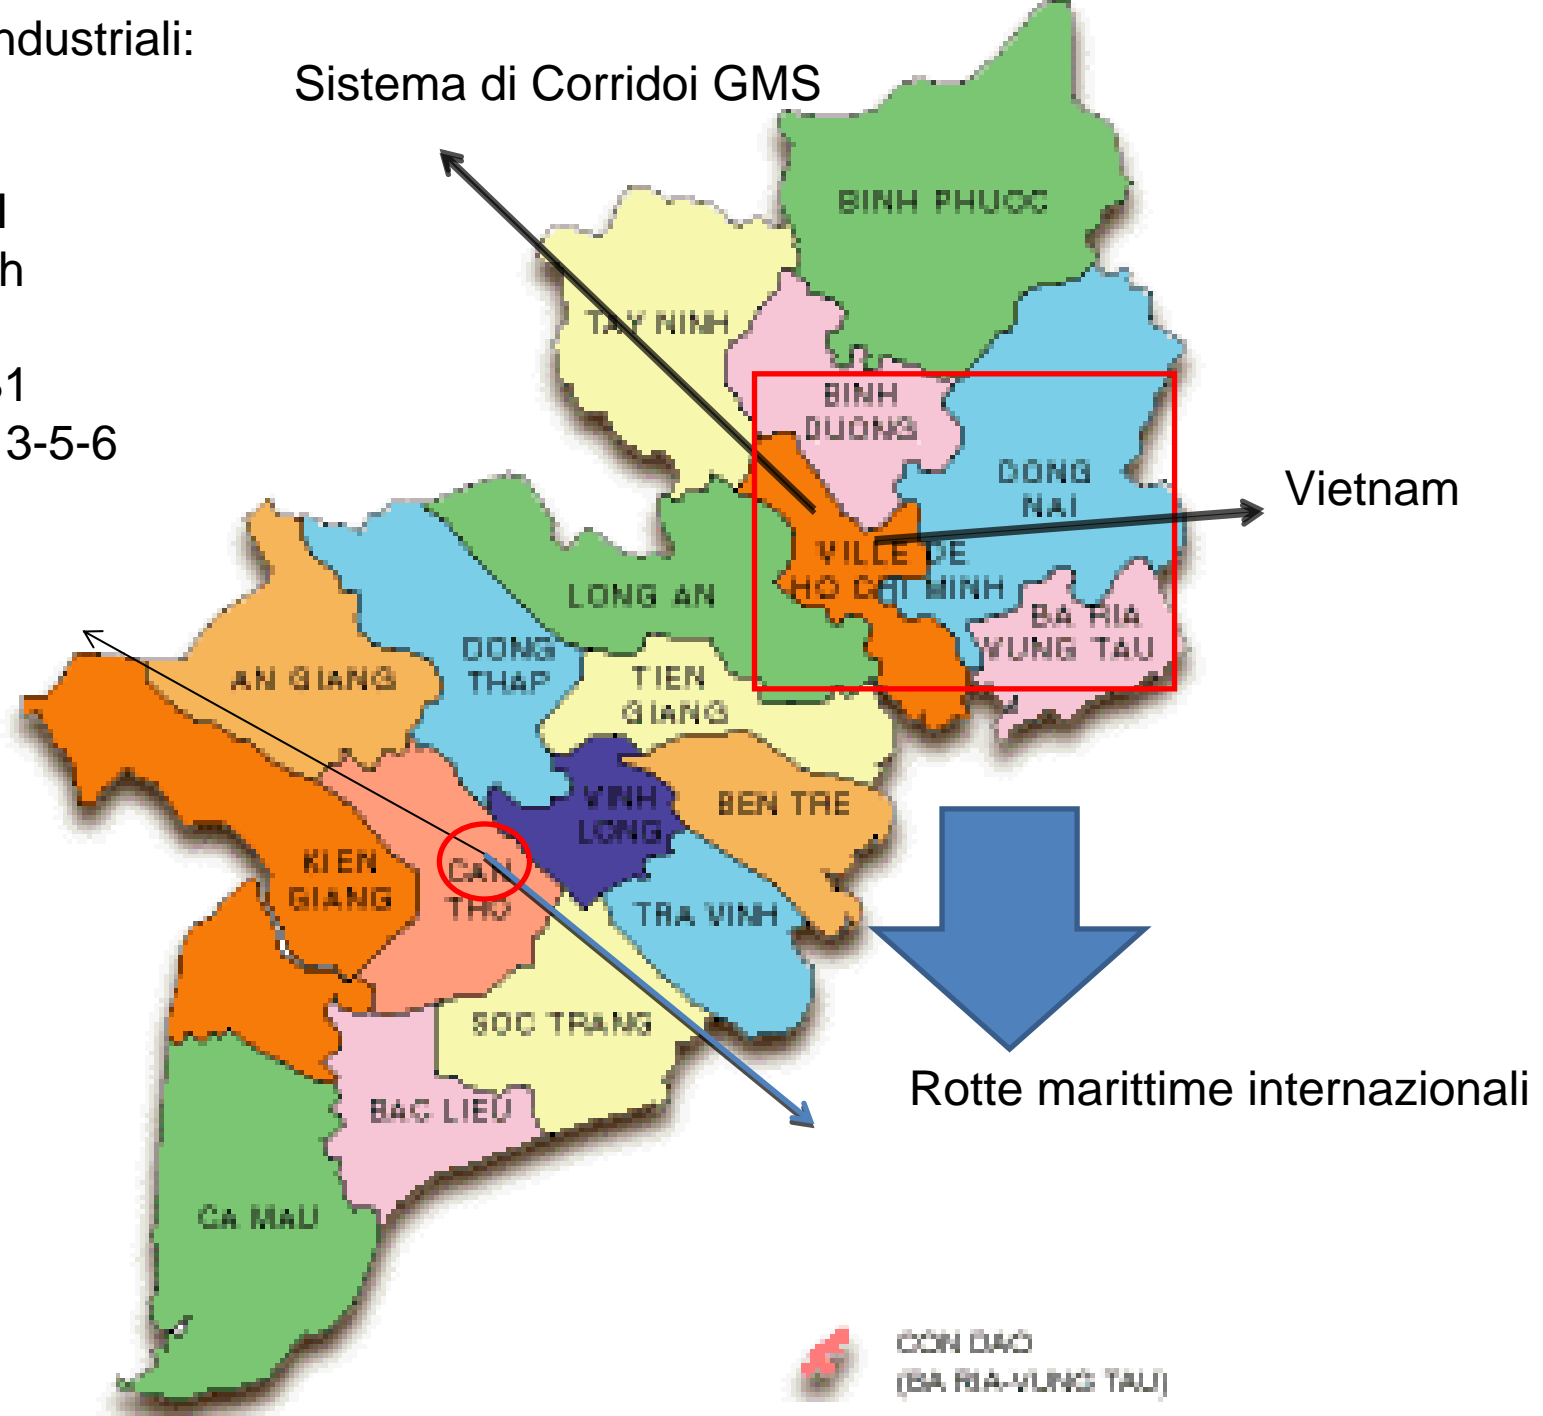 ndustriali:
Sistema di Corridoi GMS
h
1
3-5-6
BINH PHUOC
TAY NINH
BINH
DUONG
DONG
NAI
Vietnam
VILLE DE
HO CHI MINH
BA RIA
VUNG TAU
LONG AN
DONG
THAP
TIEN
GIANG
AN GIANG
VINH
LONG
BEN TRE
KIEN
GIANG
CAN
THO
TRA VINH
SOC TRANG
Rotte marittime internazionali
BAC LIEU
CA MAU
CON DAO
(BA RIA-VUNG TAU)